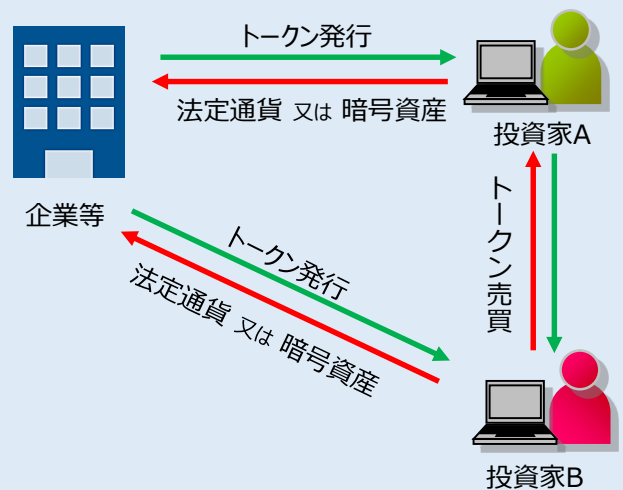 トークン発行
法定通貨 又は 暗号資産
投資家A
企業等
トークン売買
トークン発行
法定通貨 又は 暗号資産
投資家B